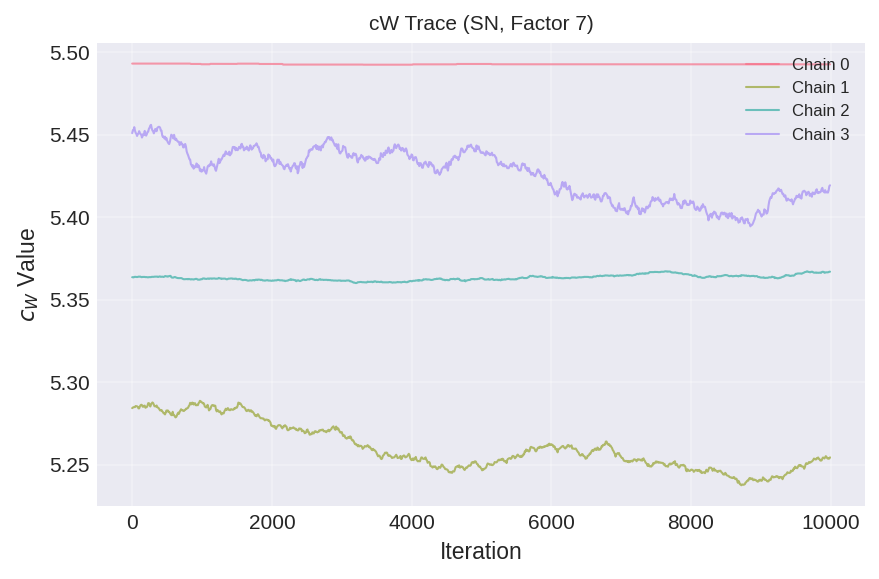 cW Trace (SN, Factor 7)
5.50
5.45
5.40
5.35
5.30
5.25
c_W Value
Chain 0
Chain 1
Chain 2
Chain 3
0
2000
4000
6000
8000
10000
Iteration